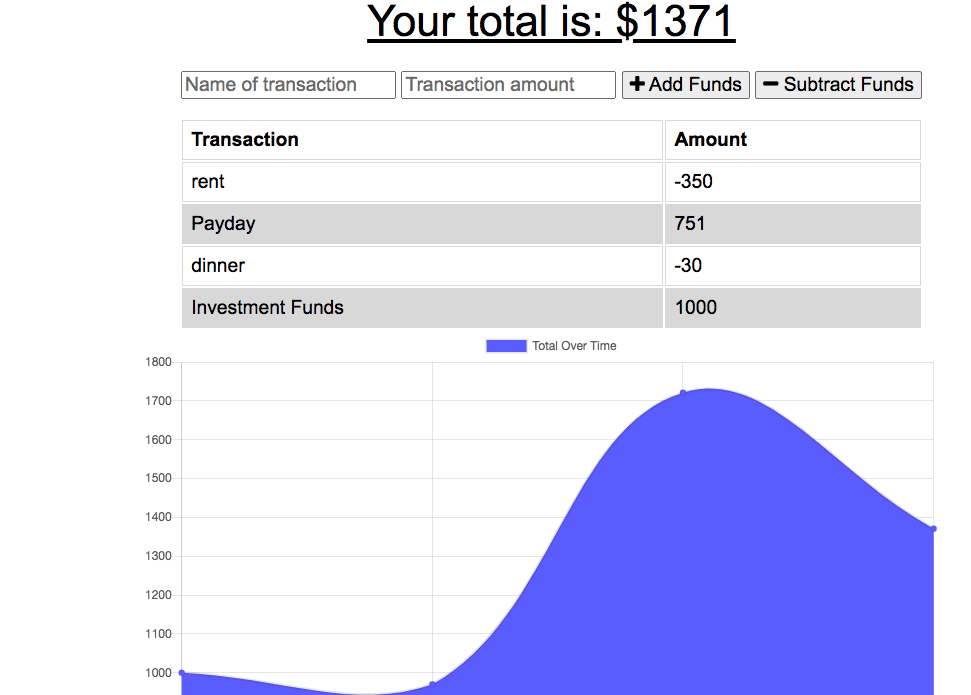 Your total is: $1371
Name of transaction Transaction amount + Add Funds − Subtract Funds
Transaction Amount
rent -350
Payday 751
dinner -30
Investment Funds 1000
Total Over Time
1800
1700
1600
1500
1400
1300
1200
1100
1000